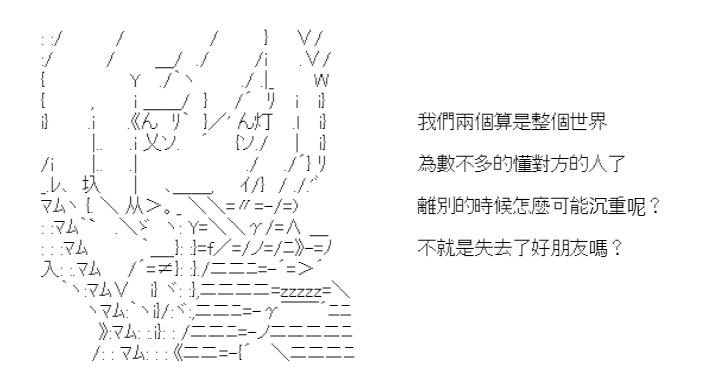 我們兩個算是整個世界
為數不多的懂對方的人了
離別的時候怎麼可能沉重呢？
不就是失去了好朋友嗎？